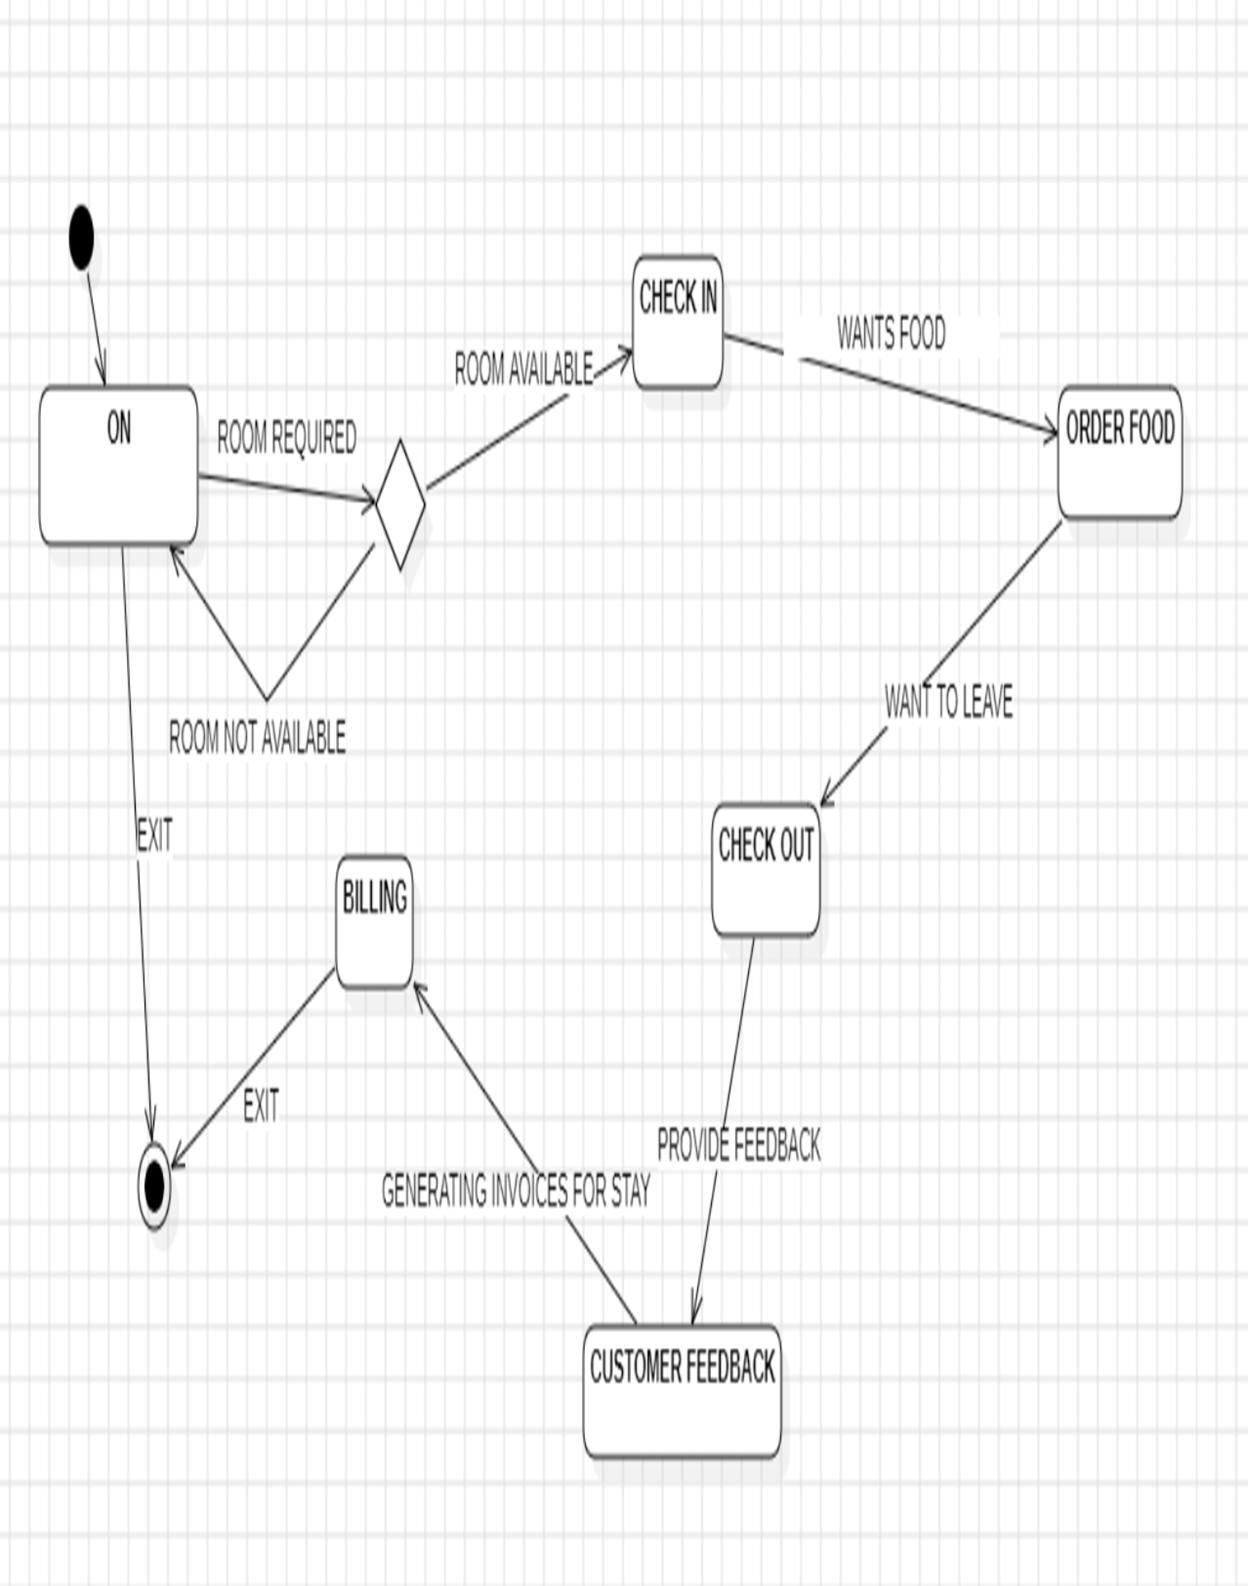 CHECK IN
WANTS FOOD
ROOM AVAILABLE
ON
ROOM REQUIRED
ORDER FOOD
WANT TO LEAVE
ROOM NOT AVAILABLE
EXIT
CHECK OUT
BILLING
EXIT
PROVIDE FEEDBACK
GENERATING INVOICES FOR STAY
CUSTOMER FEEDBACK